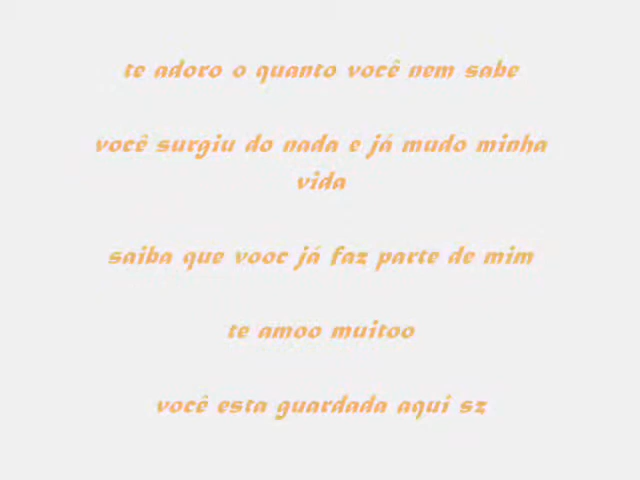 te adoro o quanto você nem sabe
você surgiu do nada e já mudo minha
vida
saiba que vooc já faz parte de mim
te amoo muitoo
você esta guardada aqui sz